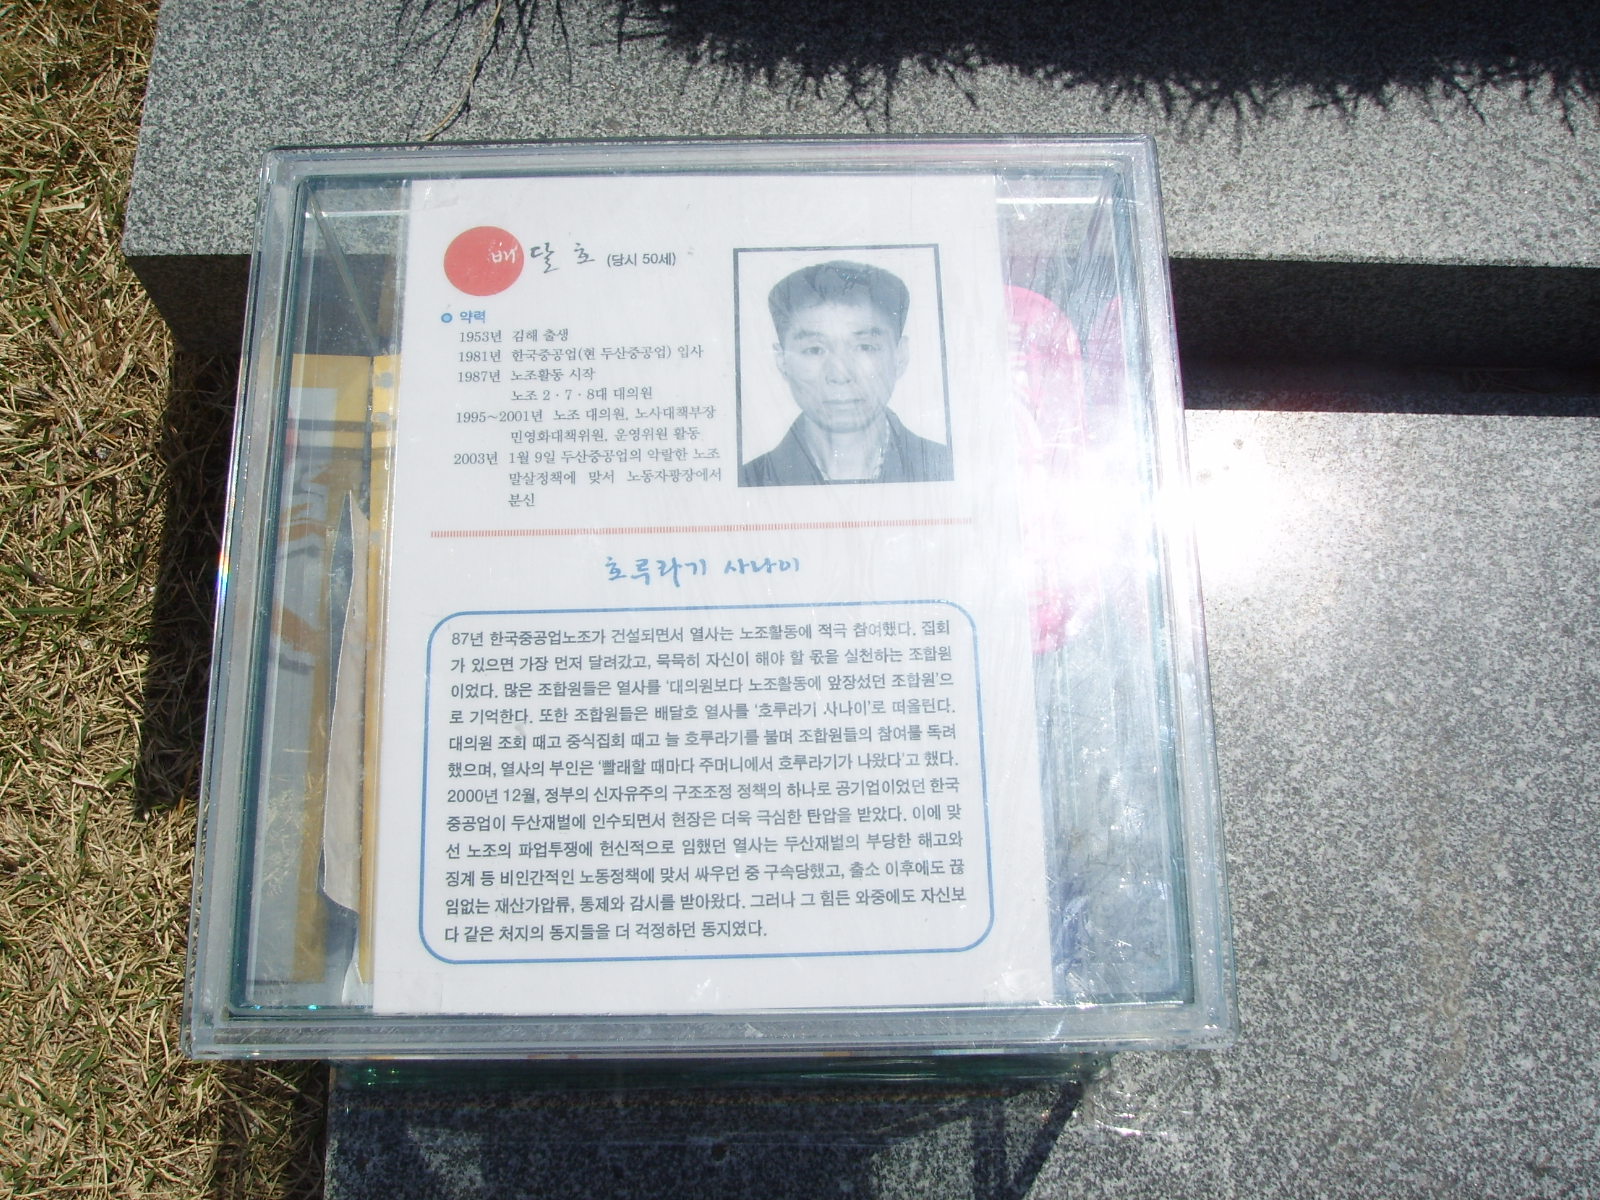 배달호 (당시 50세)
약력
1953년 김해 출생
1981년 한국중공업(현 두산중공업) 입사
1987년 노조활동 시작
노조 2·7·8대 대의원
1995~2001년 노조 대의원, 노사대책부장
민영화대책위원, 운영위원 활동
2003년 1월 9일 두산중공업의 악랄한 노조
말살정책에 맞서 노동자광장에서
분신
호루라기 사나이
87년 한국중공업노조가 건설되면서 열사는 노조활동에 적극 참여했다. 집회
가 있으면 가장 먼저 달려갔고, 묵묵히 자신이 해야 할 몫을 실천하는 조합원
이었다. 많은 조합원들은 열사를 '대의원보다 노조활동에 앞장섰던 조합원'으
로 기억한다. 또한 조합원들은 배달호 열사를 '호루라기 사나이'로 떠올린다.
대의원 조회 때고 중식집회 때고 늘 호루라기를 불며 조합원들의 참여를 독려
했으며, 열사의 부인은 '빨래할 때마다 주머니에서 호루라기가 나왔다'고 했다.
2000년 12월, 정부의 신자유주의 구조조정 정책의 하나로 공기업이었던 한국
중공업이 두산재벌에 인수되면서 현장은 더욱 극심한 탄압을 받았다. 이에 맞
선 노조의 파업투쟁에 헌신적으로 임했던 열사는 두산재벌의 부당한 해고와
징계 등 비인간적인 노동정책에 맞서 싸우던 중 구속당했고, 출소 이후에도 끊
임없는 재산가압류, 통제와 감시를 받아왔다. 그러나 그 힘든 와중에도 자신보
다 같은 처지의 동지들을 더 걱정하던 동지였다.